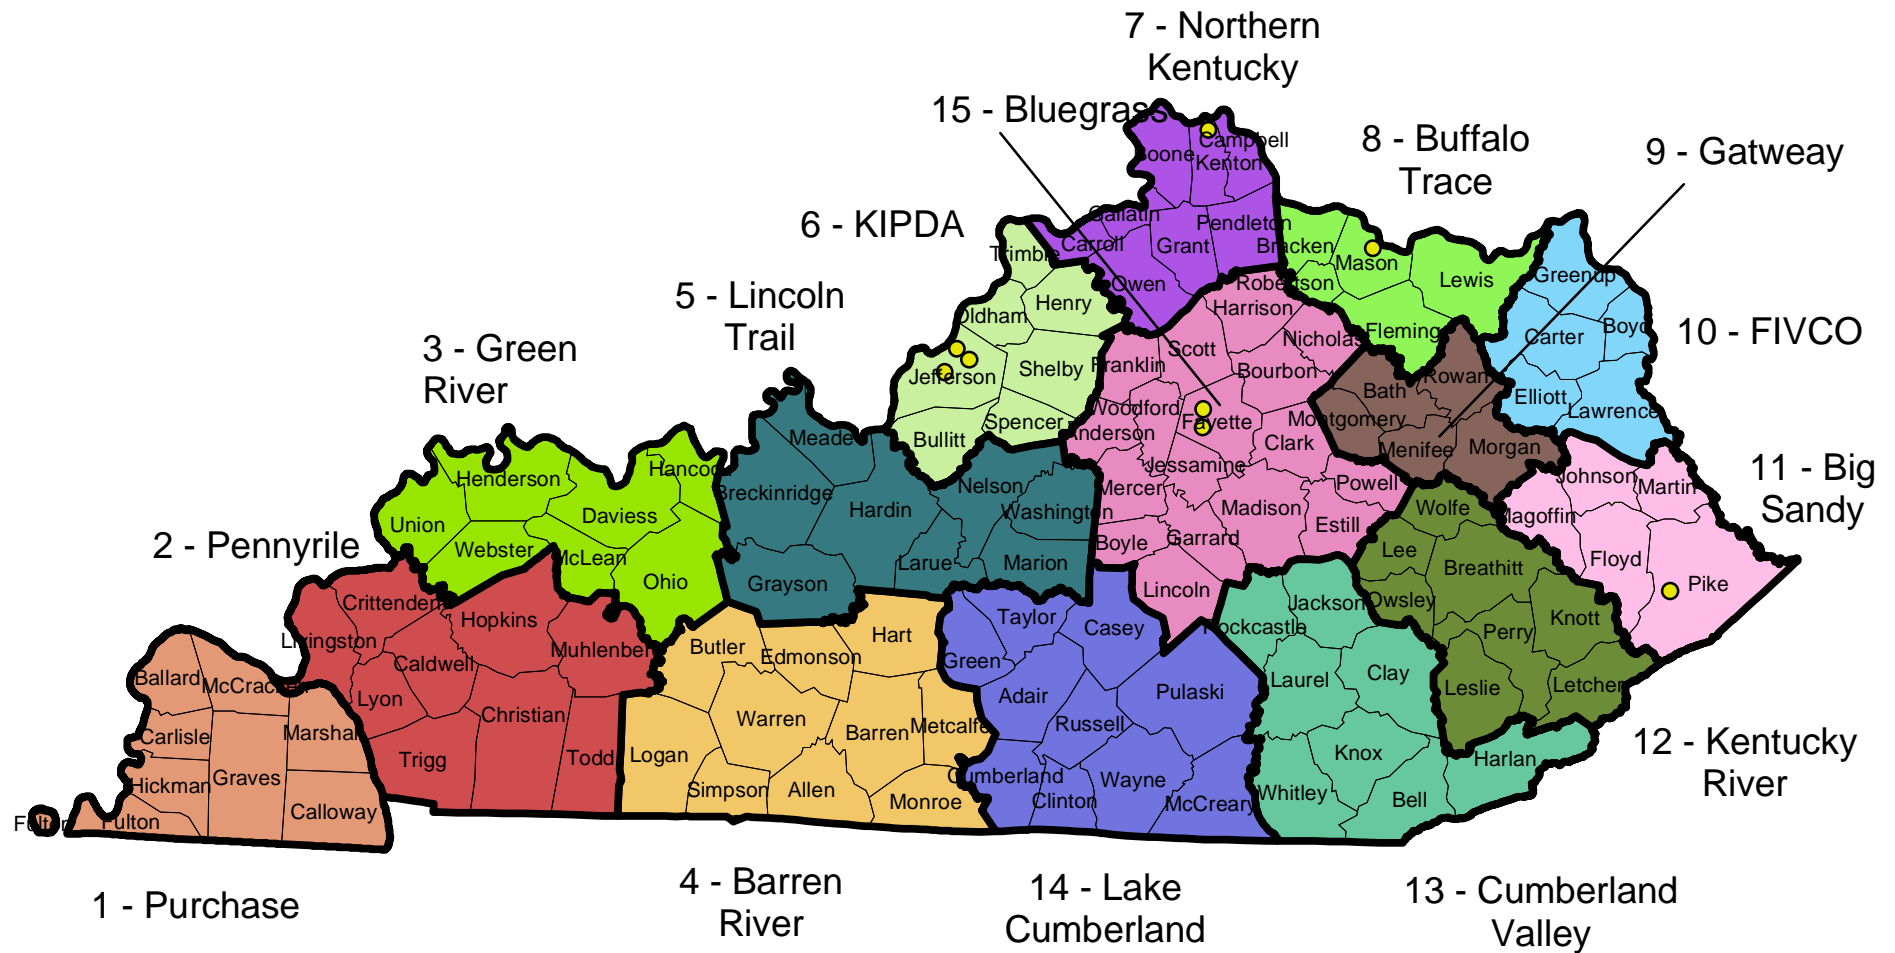 7 - Northern
Kentucky
15 - Bluegrass
8 - Buffalo
Trace
9 - Gatweay
6 - KIPDA
5 - Lincoln
Trail
3 - Green
River
10 - FIVCO
11 - Big
Sandy
2 - Pennyrile
12 - Kentucky
River
1 - Purchase
4 - Barren
River
14 - Lake
Cumberland
13 - Cumberland
Valley
Campbell
Boone
Kenton
Gallatin
Pendleton
Carroll
Grant
Owen
Bracken
Mason
Lewis
Robertson
Fleming
Greenup
Carter
Boyd
Elliott
Lawrence
Trimble
Henry
Oldham
Jefferson
Shelby
Spencer
Bullitt
Harrison
Nicholas
Scott
Franklin
Bourbon
Woodford
Fayette
Anderson
Clark
Jessamine
Mercer
Powell
Madison
Estill
Boyle
Garrard
Lincoln
Rowan
Bath
Montgomery
Menifee
Morgan
Johnson
Martin
Magoffin
Floyd
Pike
Wolfe
Lee
Breathitt
Owsley
Knott
Perry
Leslie
Letcher
Meade
Breckinridge
Hardin
Nelson
Washington
Larue
Marion
Grayson
Hancoc
Henderson
Daviess
Union
Webster
McLean
Ohio
Crittenden
Hopkins
Livingston
Muhlenber
Caldwell
Lyon
Christian
Trigg
Todd
Ballard
McCracken
Carlisle
Marshal
Hickman
Graves
Calloway
Fulton
Fulton
Hart
Butler
Edmonson
Warren
Barren
Metcalfe
Logan
Simpson
Allen
Monroe
Taylor
Casey
Green
Adair
Pulaski
Russell
Cumberland
Wayne
Clinton
McCreary
Jackson
Rockcastle
Laurel
Clay
Knox
Harlan
Whitley
Bell